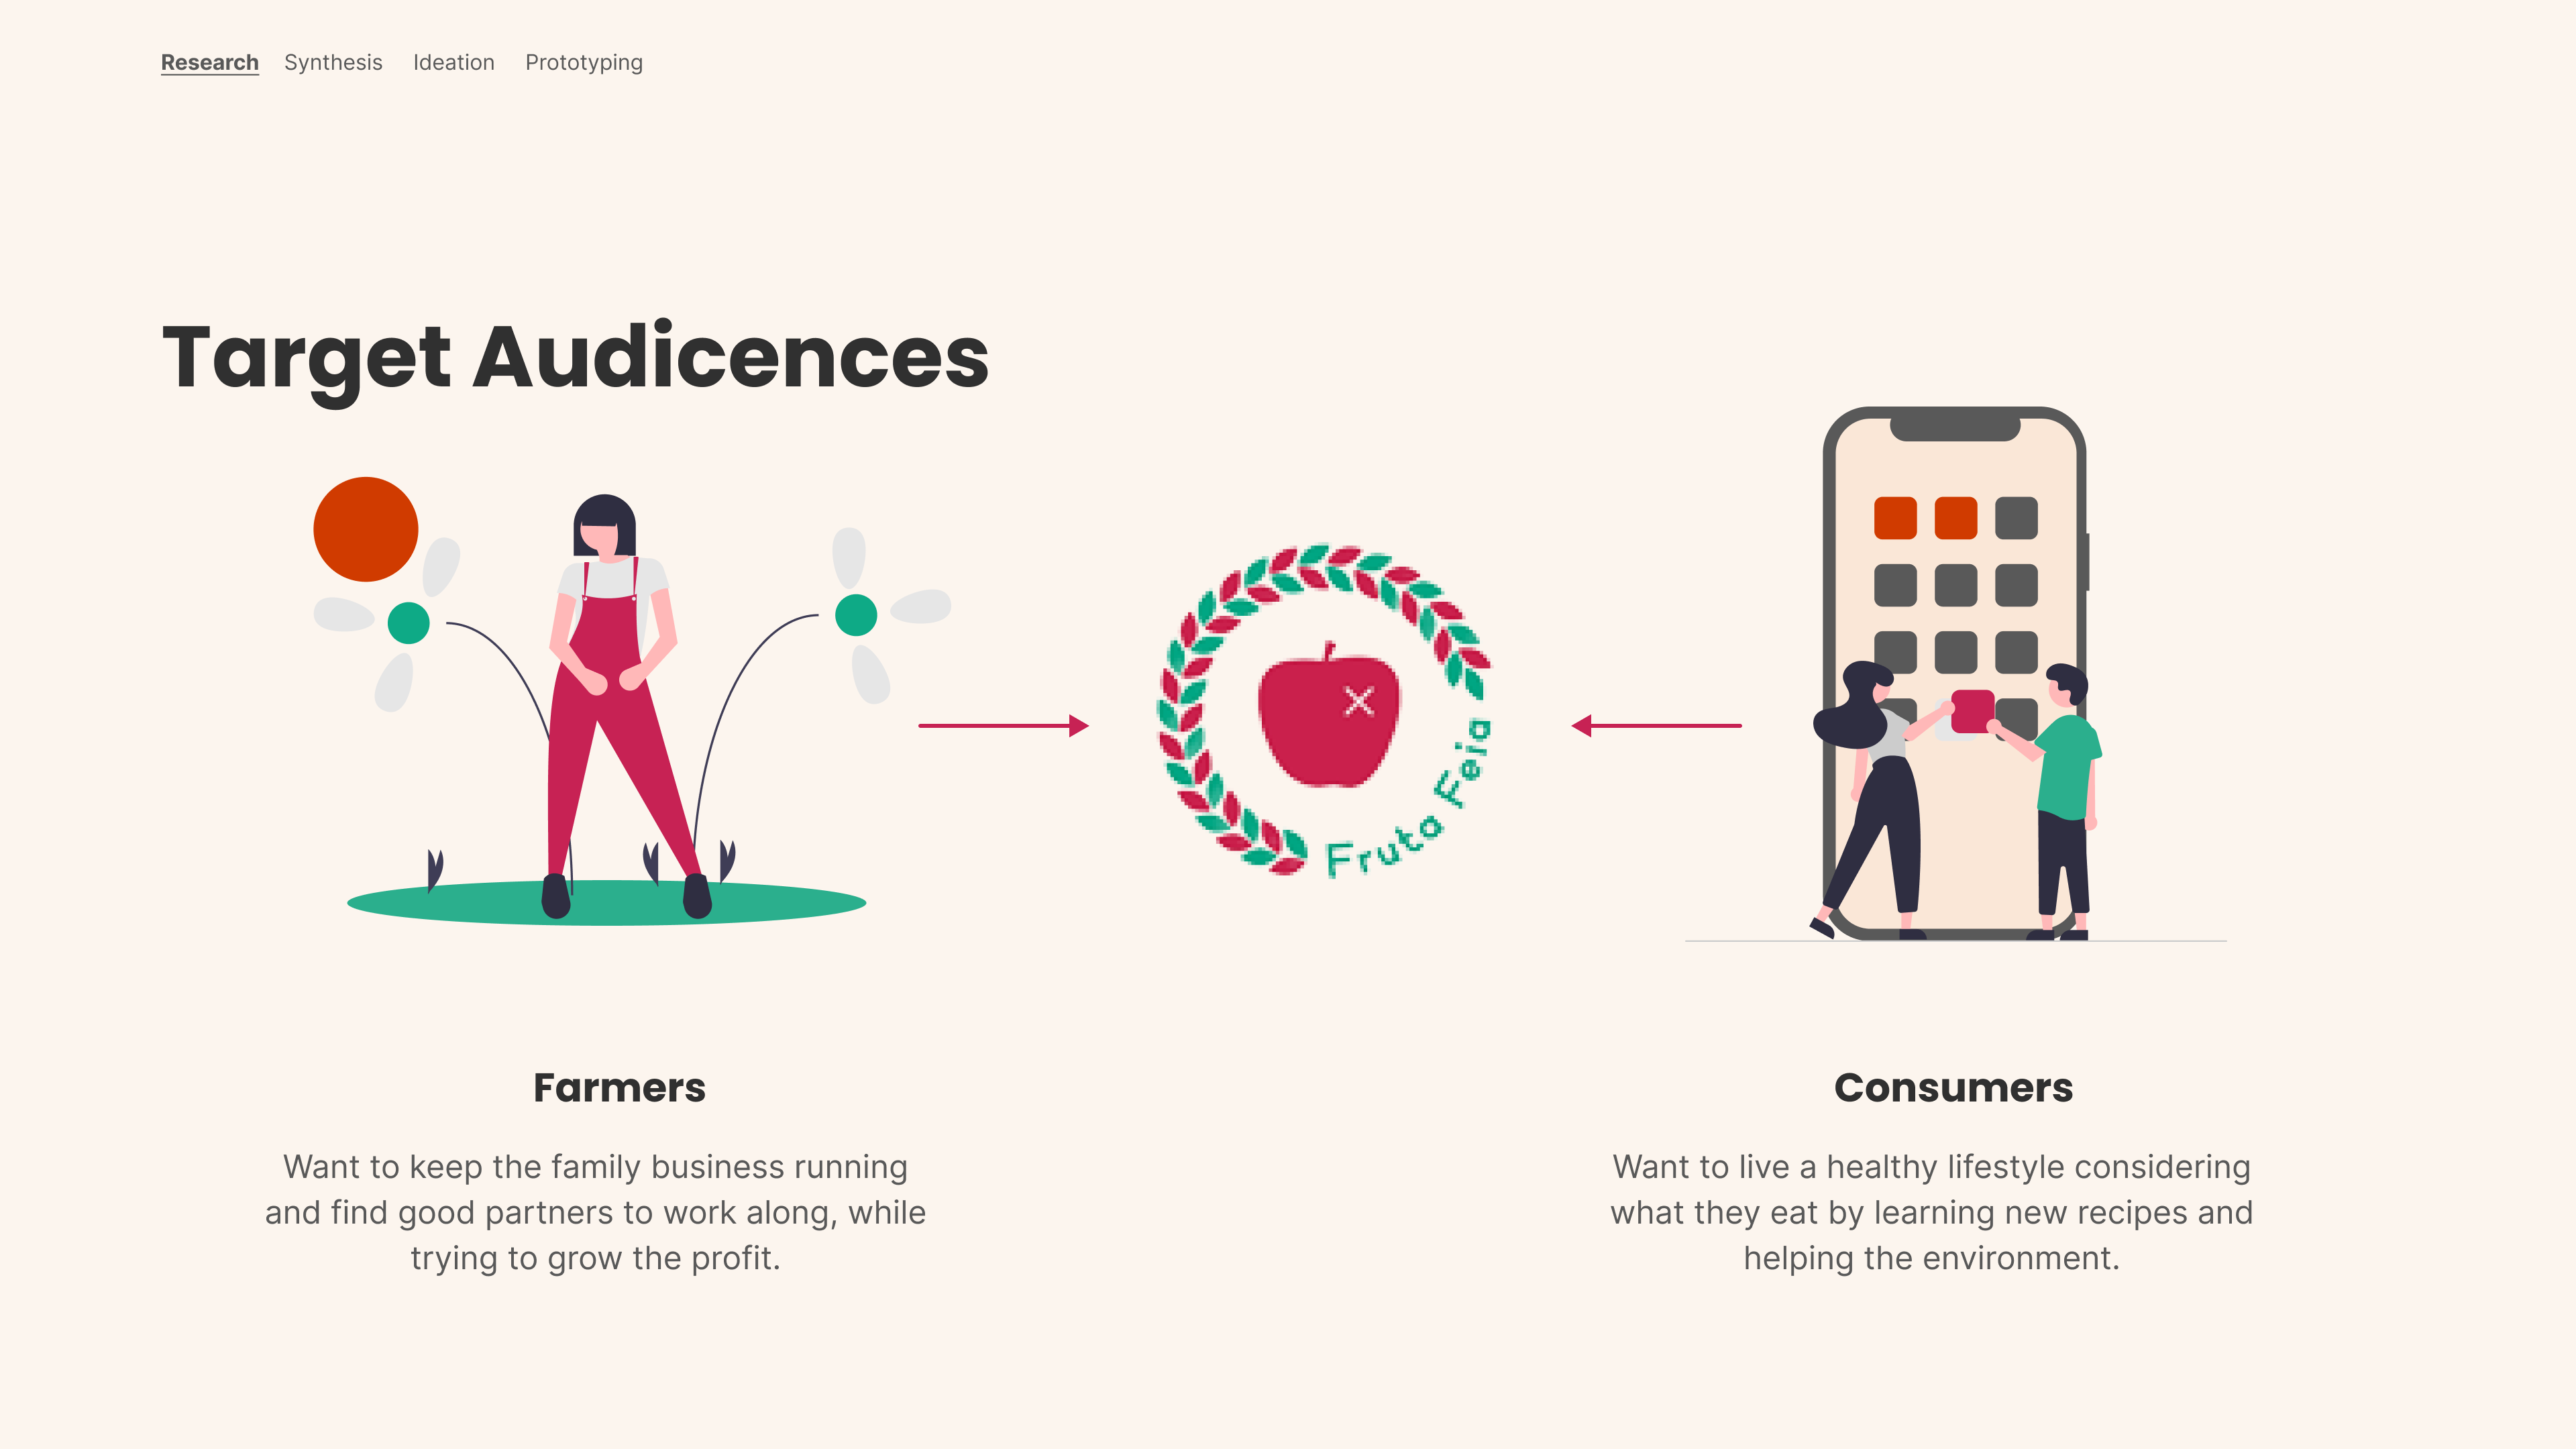 Research Synthesis Ideation Prototyping
Target Audicences
Fruta Feia
Farmers
Want to keep the family business running
and find good partners to work along, while
trying to grow the profit.
Consumers
Want to live a healthy lifestyle considering
what they eat by learning new recipes and
helping the environment.